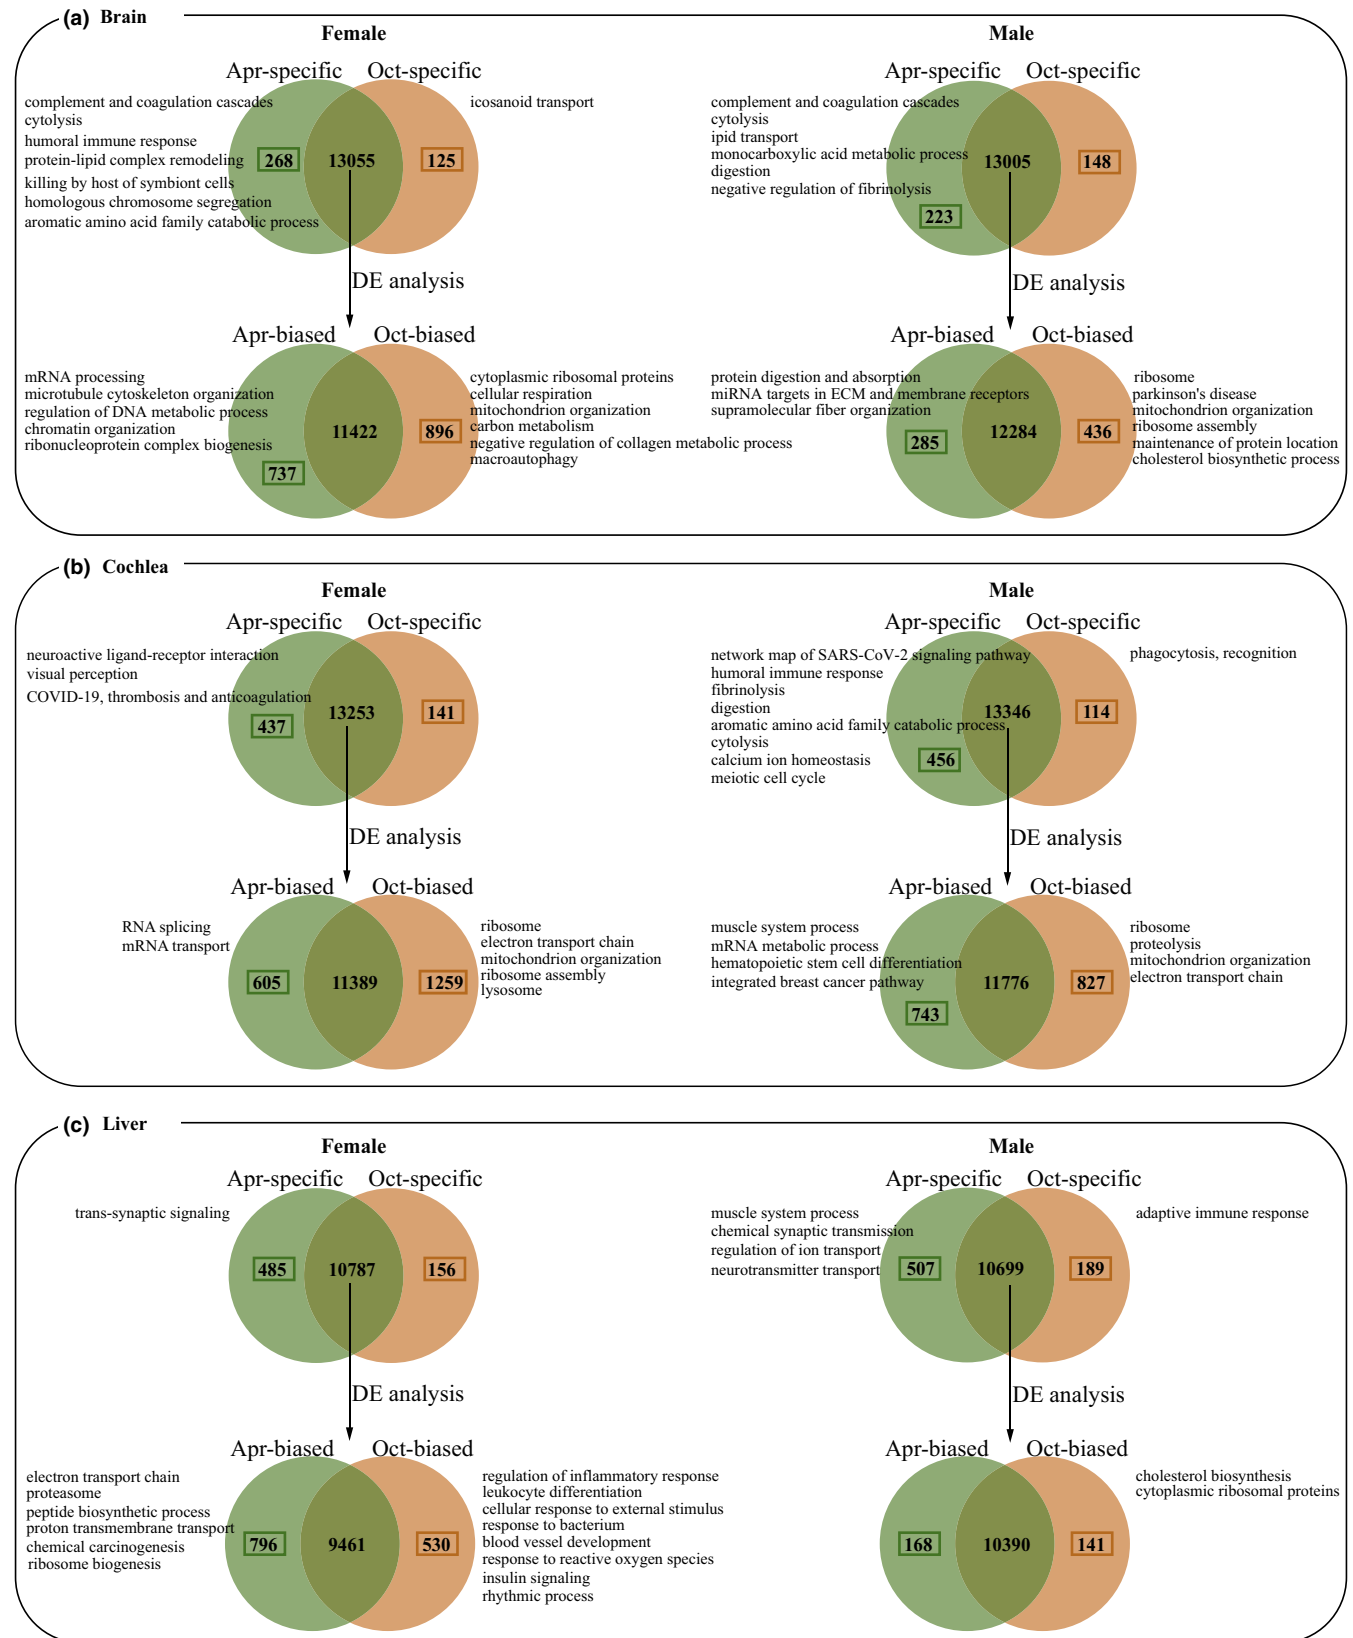 (a) Brain
Female
Apr-specific Oct-specific
complement and coagulation cascades
cytolysis
humoral immune response
protein-lipid complex remodeling
killing by host of symbiont cells
homologous chromosome segregation
aromatic amino acid family catabolic process
268 13055 125
icosanoid transport
DE analysis
Apr-biased Oct-biased
mRNA processing
microtubule cytoskeleton organization
regulation of DNA metabolic process
chromatin organization
ribonucleoprotein complex biogenesis
737 11422 896
cytoplasmic ribosomal proteins
cellular respiration
mitochondrion organization
carbon metabolism
negative regulation of collagen metabolic process
macroautophagy
Male
Apr-specific Oct-specific
complement and coagulation cascades
cytolysis
ipid transport
monocarboxylic acid metabolic process
digestion
negative regulation of fibrinolysis
223 13005 148
DE analysis
Apr-biased Oct-biased
protein digestion and absorption
miRNA targets in ECM and membrane receptors
supramolecular fiber organization
285 12284 436
ribosome
parkinson's disease
mitochondrion organization
ribosome assembly
maintenance of protein location
cholesterol biosynthetic process
(b) Cochlea
Female
Apr-specific Oct-specific
neuroactive ligand-receptor interaction
visual perception
COVID-19, thrombosis and anticoagulation
437 13253 141
DE analysis
Apr-biased Oct-biased
RNA splicing
mRNA transport
605 11389 1259
ribosome
electron transport chain
mitochondrion organization
ribosome assembly
lysosome
Male
Apr-specific Oct-specific
network map of SARS-CoV-2 signaling pathway
humoral immune response
fibrinolysis
digestion
aromatic amino acid family catabolic process
cytolysis
calcium ion homeostasis
meiotic cell cycle
456 13346 114
phagocytosis, recognition
DE analysis
Apr-biased Oct-biased
muscle system process
mRNA metabolic process
hematopoietic stem cell differentiation
integrated breast cancer pathway
743 11776 827
ribosome
proteolysis
mitochondrion organization
electron transport chain
(c) Liver
Female
Apr-specific Oct-specific
trans-synaptic signaling
485 10787 156
DE analysis
Apr-biased Oct-biased
electron transport chain
proteasome
peptide biosynthetic process
proton transmembrane transport
chemical carcinogenesis
ribosome biogenesis
796 9461 530
regulation of inflammatory response
leukocyte differentiation
cellular response to external stimulus
response to bacterium
blood vessel development
response to reactive oxygen species
insulin signaling
rhythmic process
Male
Apr-specific Oct-specific
muscle system process
chemical synaptic transmission
regulation of ion transport
neurotransmitter transport
507 10699 189
adaptive immune response
DE analysis
Apr-biased Oct-biased
168 10390 141
cholesterol biosynthesis
cytoplasmic ribosomal proteins